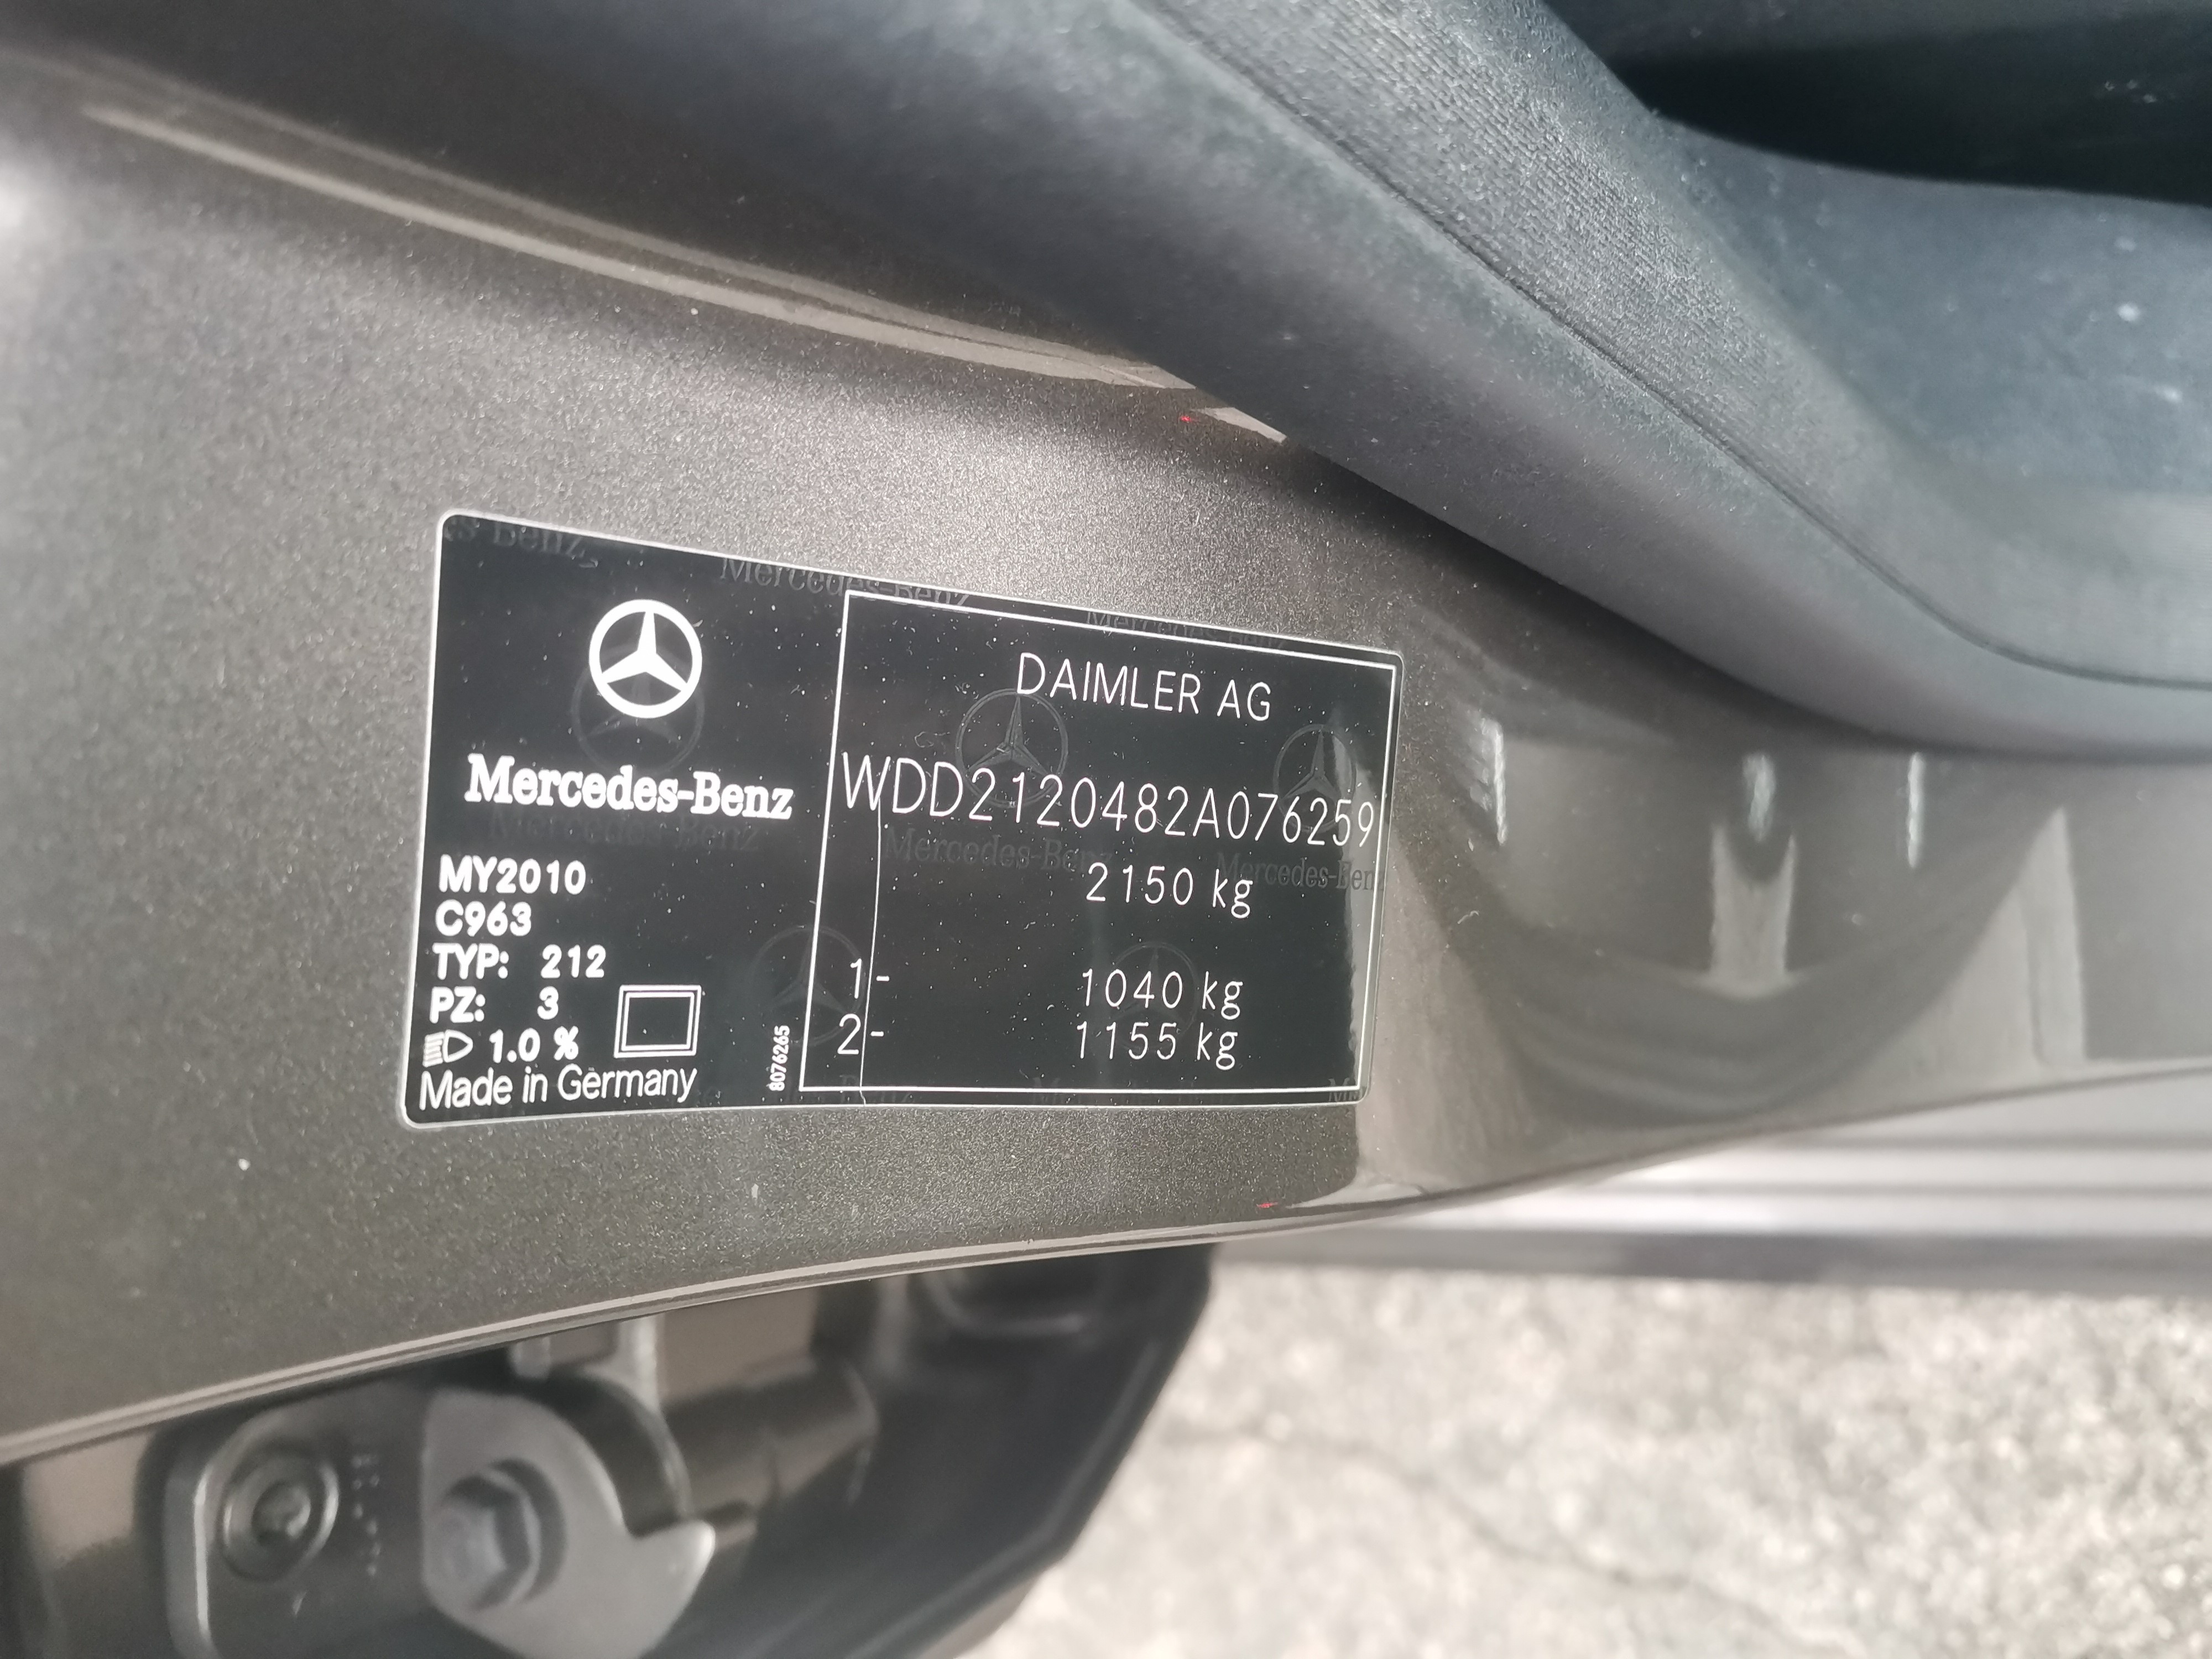 Mercedes-Benz
MY2010
C963
TYP: 212
PZ: 3
1.0 %
Made in Germany
8076265
DAIMLER AG
WDD2120482A076259
2150 kg
1- 1040 kg
2- 1155 kg